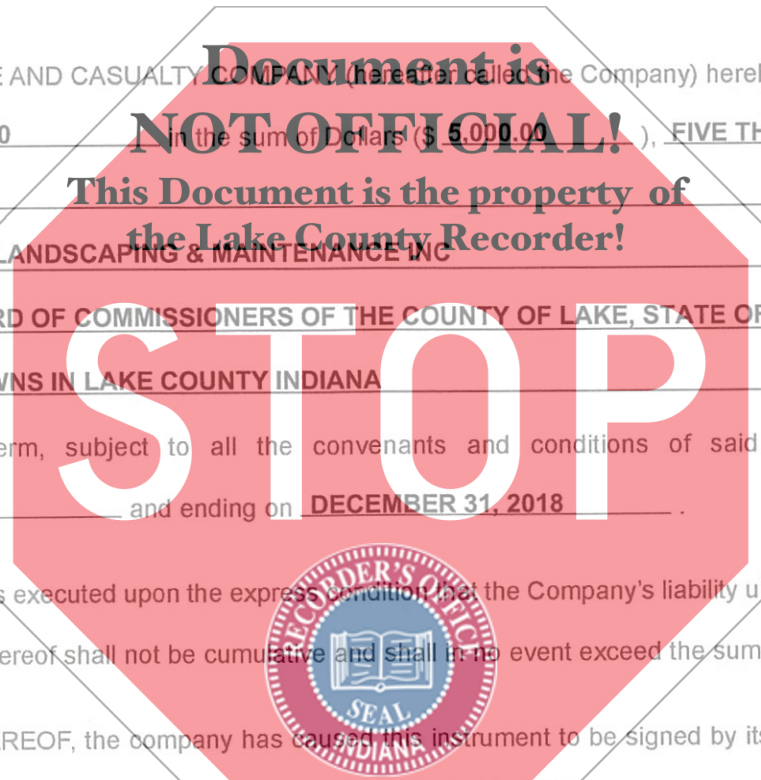 Document is
E AND CASUALTY COMPANY (hereafter called the Company) herel
NOT OFFICIAL!
0 in the sum of Dollars ($ 5,000.00 ), FIVE TH
This Document is the property of
the Lake County Recorder!
LANDSCAPING & MAINTENANCE INC
RD OF COMMISSIONERS OF THE COUNTY OF LAKE, STATE OF
STOP
WNS IN LAKE COUNTY INDIANA
erm, subject to all the convenants and conditions of said
and ending on DECEMBER 31, 2018 .
s executed upon the express condition that the Company's liability u
RECORDER'S OFFICE
ereof shall not be cumulative and shall in no event exceed the sum
SEAL
INDIANA
REOF, the company has caused this instrument to be signed by its